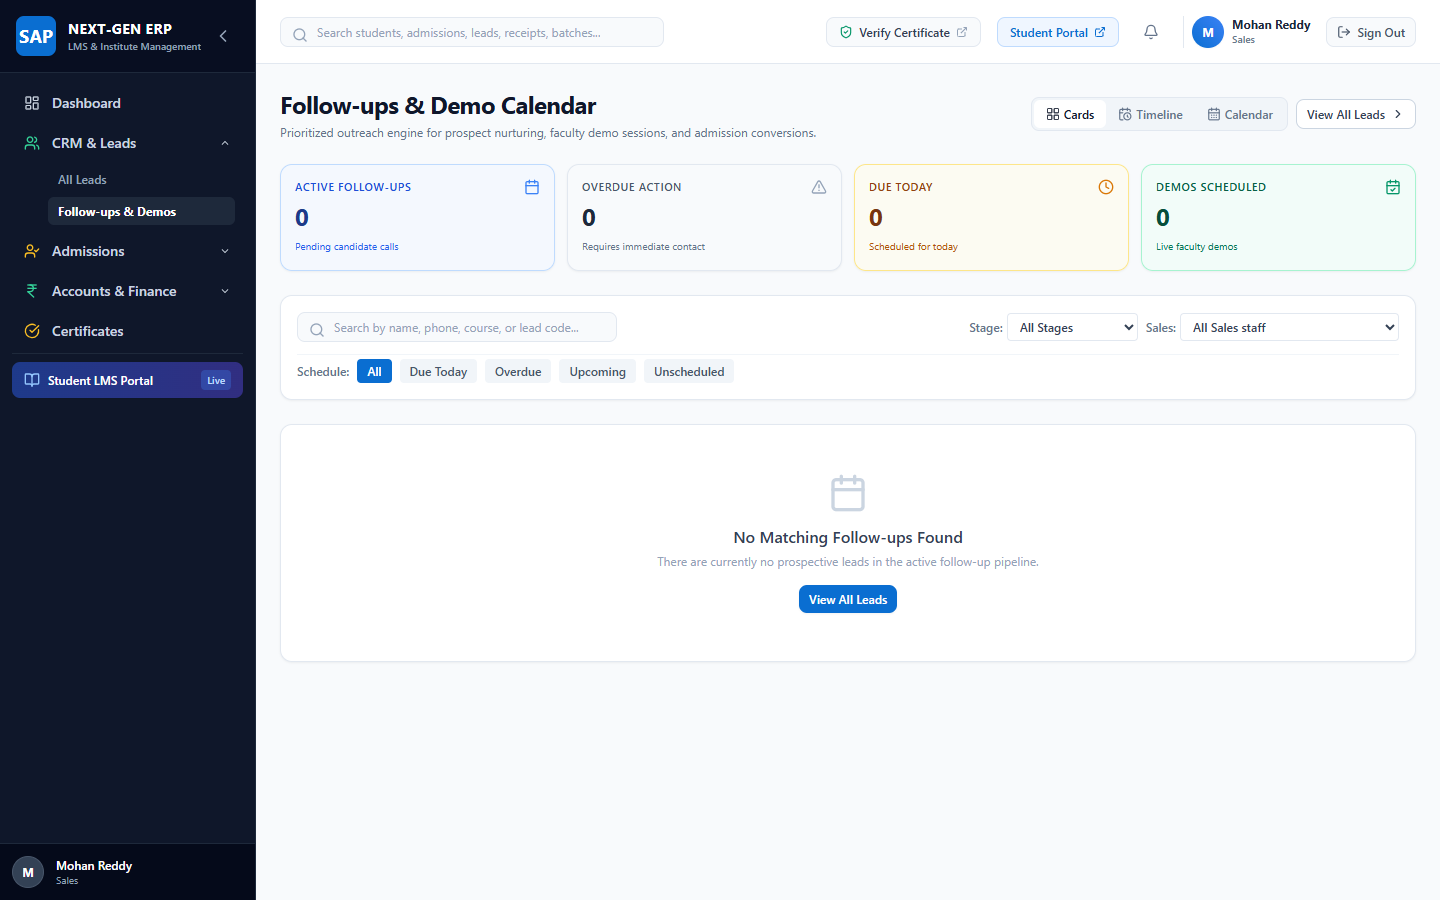 SAP
NEXT-GEN ERP
LMS & Institute Management
Dashboard
CRM & Leads
All Leads
Follow-ups & Demos
Admissions
Accounts & Finance
Certificates
Student LMS Portal
Live
M
Mohan Reddy
Sales
Search students, admissions, leads, receipts, batches...
Verify Certificate
Student Portal
M
Mohan Reddy
Sales
Sign Out
Follow-ups & Demo Calendar
Prioritized outreach engine for prospect nurturing, faculty demo sessions, and admission conversions.
Cards
Timeline
Calendar
View All Leads
ACTIVE FOLLOW-UPS
0
Pending candidate calls
OVERDUE ACTION
0
Requires immediate contact
DUE TODAY
0
Scheduled for today
DEMOS SCHEDULED
0
Live faculty demos
Search by name, phone, course, or lead code...
Stage:
All Stages
Sales:
All Sales staff
Schedule:
All
Due Today
Overdue
Upcoming
Unscheduled
No Matching Follow-ups Found
There are currently no prospective leads in the active follow-up pipeline.
View All Leads